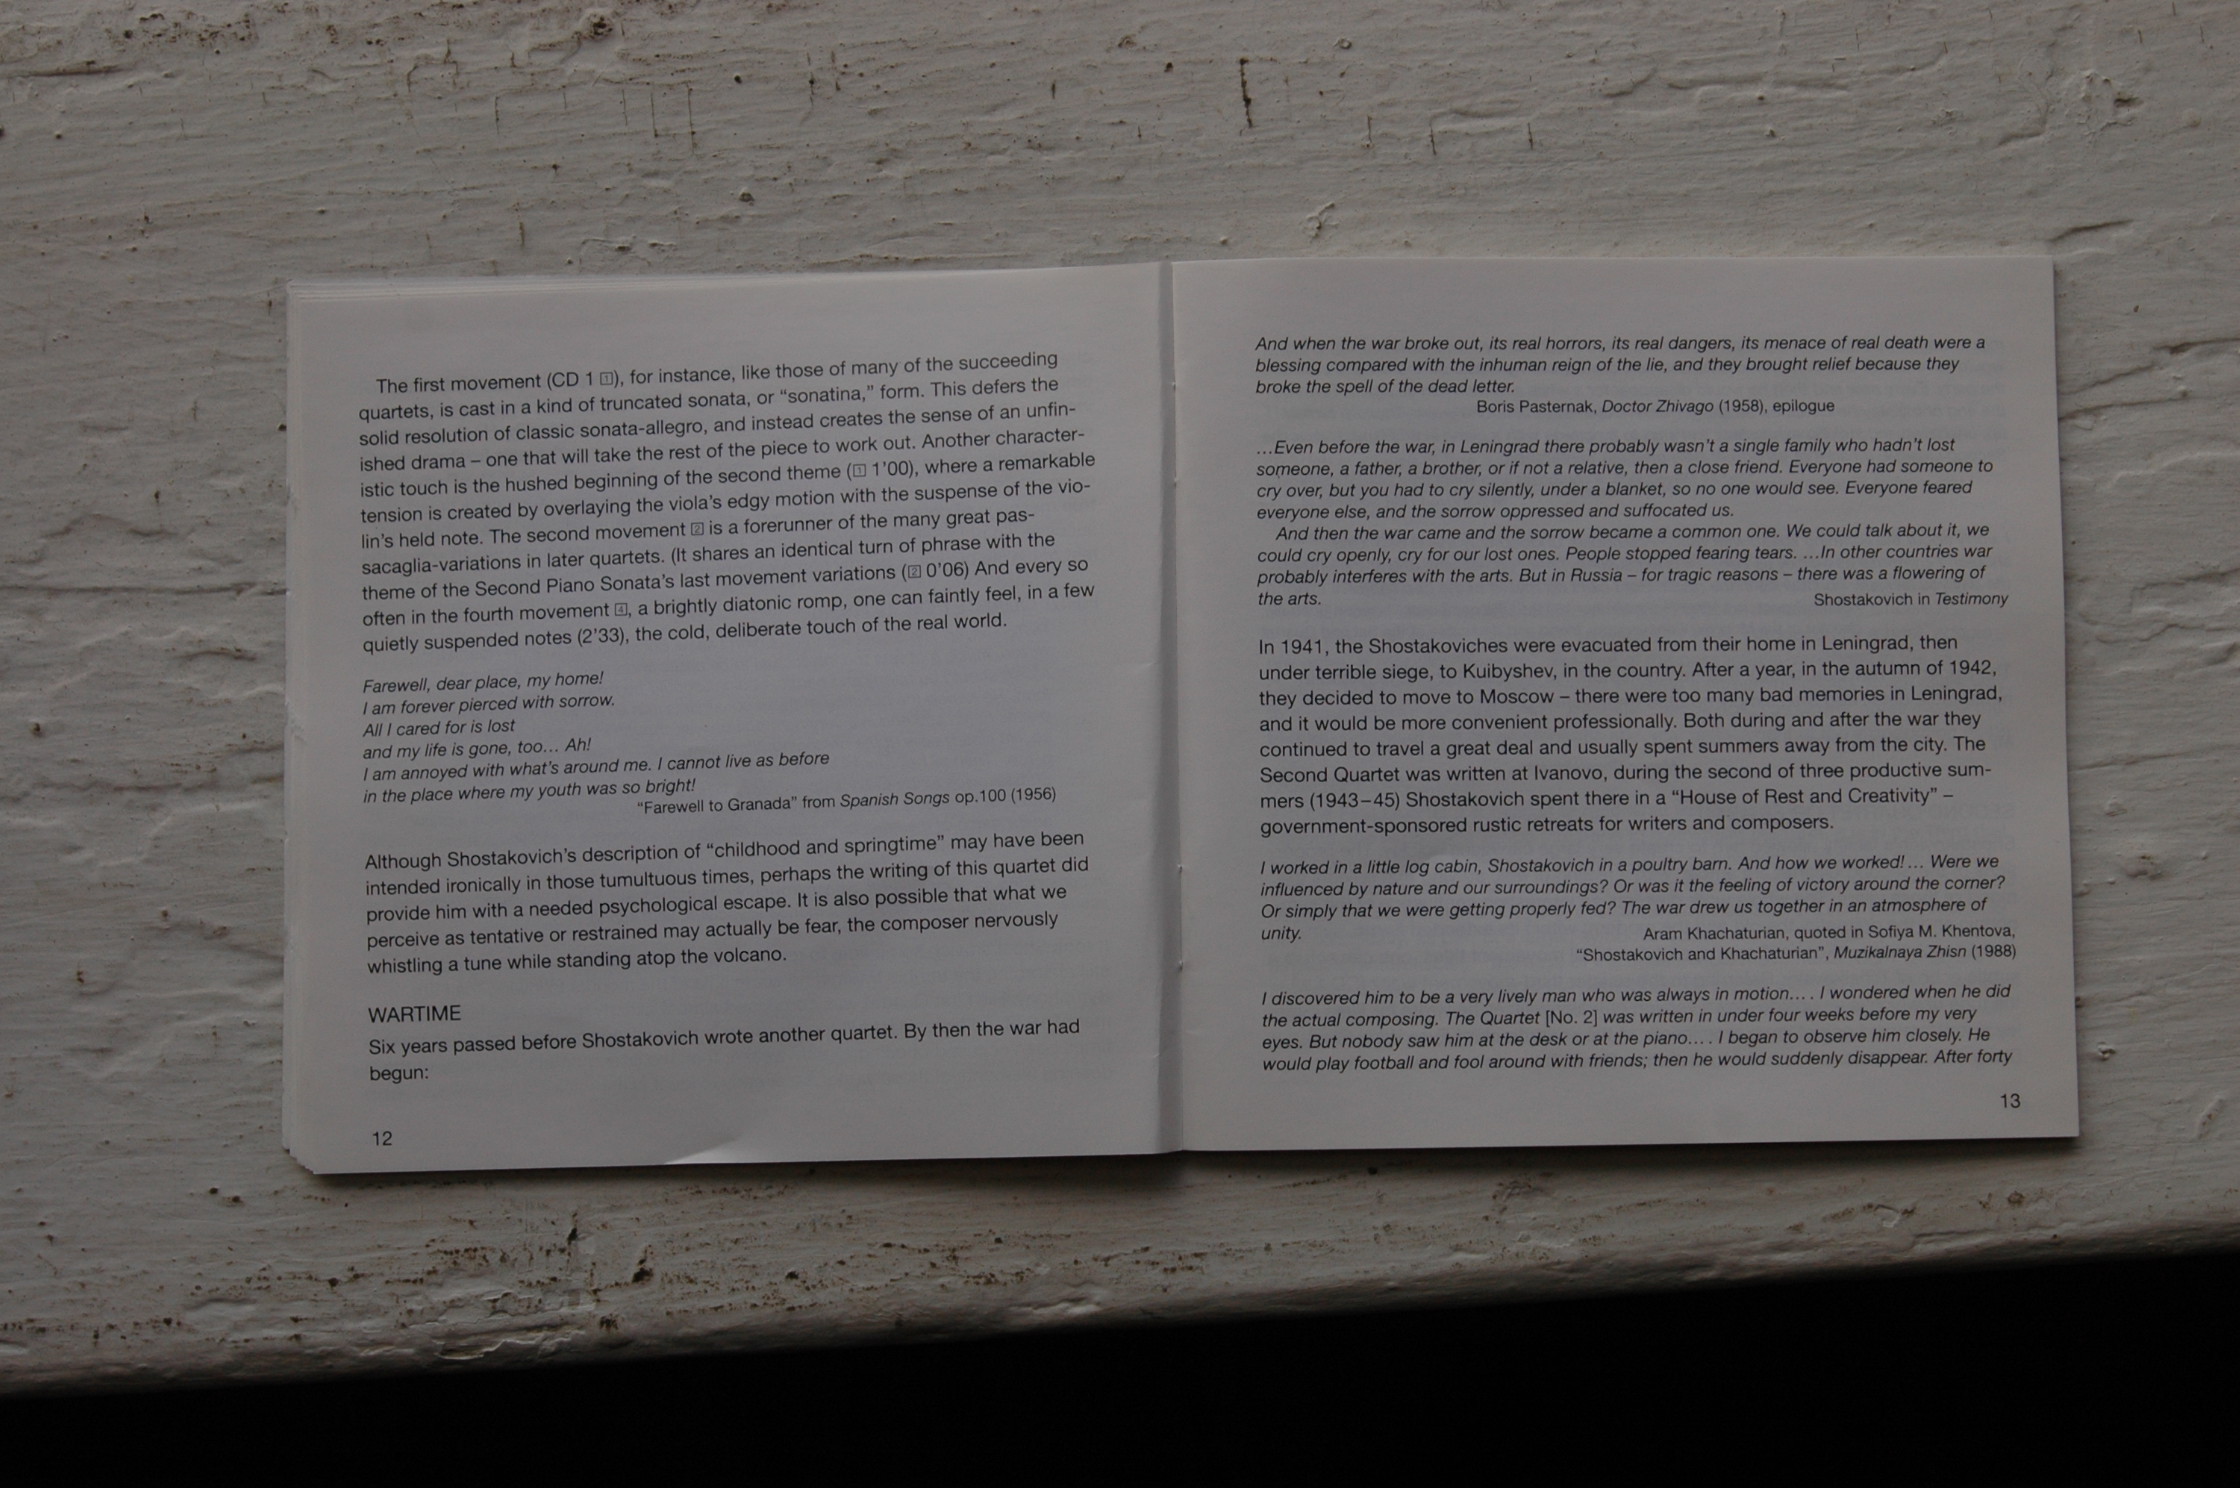 The first movement (CD 1 1), for instance, like those of many of the succeeding
quartets, is cast in a kind of truncated sonata, or “sonatina,” form. This defers the
solid resolution of classic sonata-allegro, and instead creates the sense of an unfin-
ished drama – one that will take the rest of the piece to work out. Another character-
istic touch is the hushed beginning of the second theme (1 1’00), where a remarkable
tension is created by overlaying the viola’s edgy motion with the suspense of the vio-
lin’s held note. The second movement 2 is a forerunner of the many great pas-
sacaglia-variations in later quartets. (It shares an identical turn of phrase with the
theme of the Second Piano Sonata’s last movement variations (2 0’06) And every so
often in the fourth movement 4, a brightly diatonic romp, one can faintly feel, in a few
quietly suspended notes (2’33), the cold, deliberate touch of the real world.
Farewell, dear place, my home!
I am forever pierced with sorrow.
All I cared for is lost
and my life is gone, too… Ah!
I am annoyed with what’s around me. I cannot live as before
in the place where my youth was so bright!
“Farewell to Granada” from Spanish Songs op.100 (1956)
Although Shostakovich’s description of “childhood and springtime” may have been
intended ironically in those tumultuous times, perhaps the writing of this quartet did
provide him with a needed psychological escape. It is also possible that what we
perceive as tentative or restrained may actually be fear, the composer nervously
whistling a tune while standing atop the volcano.
WARTIME
Six years passed before Shostakovich wrote another quartet. By then the war had
begun:
12
And when the war broke out, its real horrors, its real dangers, its menace of real death were a
blessing compared with the inhuman reign of the lie, and they brought relief because they
broke the spell of the dead letter.
Boris Pasternak, Doctor Zhivago (1958), epilogue
…Even before the war, in Leningrad there probably wasn’t a single family who hadn’t lost
someone, a father, a brother, or if not a relative, then a close friend. Everyone had someone to
cry over, but you had to cry silently, under a blanket, so no one would see. Everyone feared
everyone else, and the sorrow oppressed and suffocated us.
And then the war came and the sorrow became a common one. We could talk about it, we
could cry openly, cry for our lost ones. People stopped fearing tears. …In other countries war
probably interferes with the arts. But in Russia – for tragic reasons – there was a flowering of
the arts. Shostakovich in Testimony
In 1941, the Shostakoviches were evacuated from their home in Leningrad, then
under terrible siege, to Kuibyshev, in the country. After a year, in the autumn of 1942,
they decided to move to Moscow – there were too many bad memories in Leningrad,
and it would be more convenient professionally. Both during and after the war they
continued to travel a great deal and usually spent summers away from the city. The
Second Quartet was written at Ivanovo, during the second of three productive sum-
mers (1943–45) Shostakovich spent there in a “House of Rest and Creativity” –
government-sponsored rustic retreats for writers and composers.
I worked in a little log cabin, Shostakovich in a poultry barn. And how we worked!… Were we
influenced by nature and our surroundings? Or was it the feeling of victory around the corner?
Or simply that we were getting properly fed? The war drew us together in an atmosphere of
unity. Aram Khachaturian, quoted in Sofiya M. Khentova,
“Shostakovich and Khachaturian”, Muzikalnaya Zhisn (1988)
I discovered him to be a very lively man who was always in motion…. I wondered when he did
the actual composing. The Quartet [No. 2] was written in under four weeks before my very
eyes. But nobody saw him at the desk or at the piano…. I began to observe him closely. He
would play football and fool around with friends; then he would suddenly disappear. After forty
13